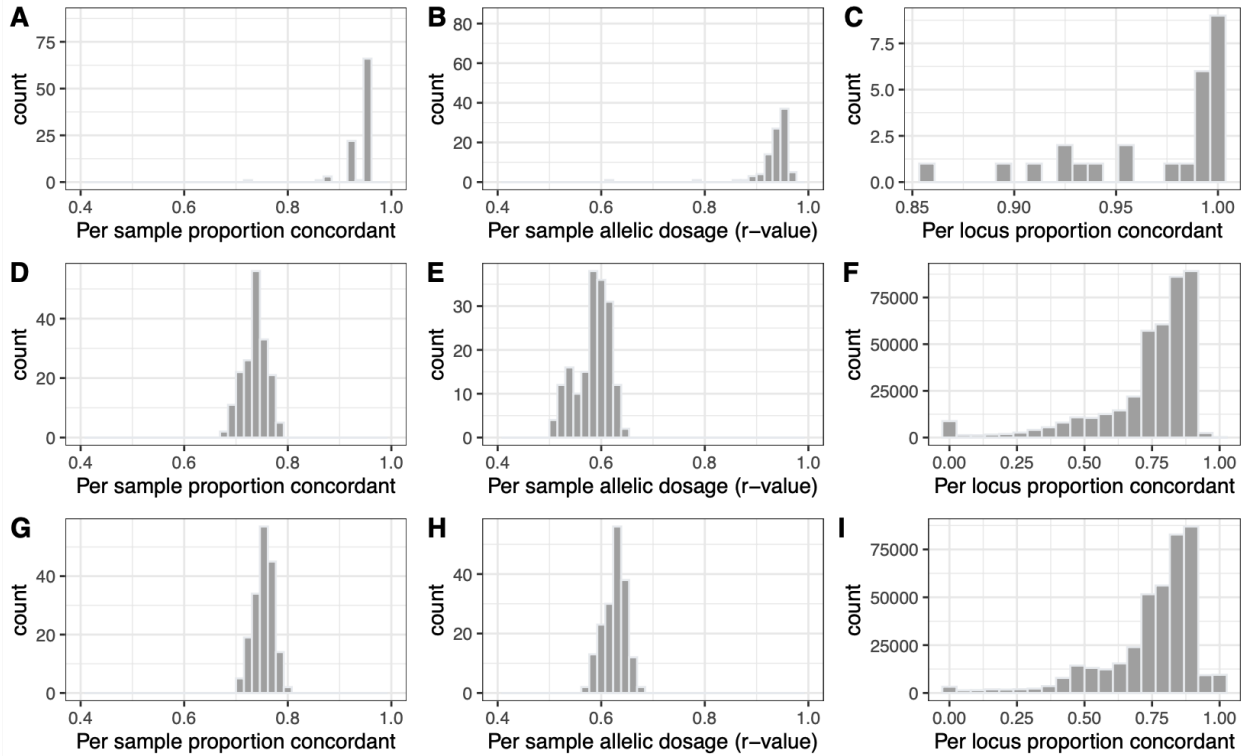 A
B
C
count
75
50
25
0
0.4 0.6 0.8 1.0
Per sample proportion concordant
count
80
60
40
20
0
0.4 0.6 0.8 1.0
Per sample allelic dosage (r−value)
count
7.5
5.0
2.5
0.0
0.85 0.90 0.95 1.00
Per locus proportion concordant
D
E
F
count
40
20
0
0.4 0.6 0.8 1.0
Per sample proportion concordant
count
30
20
10
0
0.4 0.6 0.8 1.0
Per sample allelic dosage (r−value)
count
75000
50000
25000
0
0.00 0.25 0.50 0.75 1.00
Per locus proportion concordant
G
H
I
count
40
20
0
0.4 0.6 0.8 1.0
Per sample proportion concordant
count
40
20
0
0.4 0.6 0.8 1.0
Per sample allelic dosage (r−value)
count
75000
50000
25000
0
0.00 0.25 0.50 0.75 1.00
Per locus proportion concordant